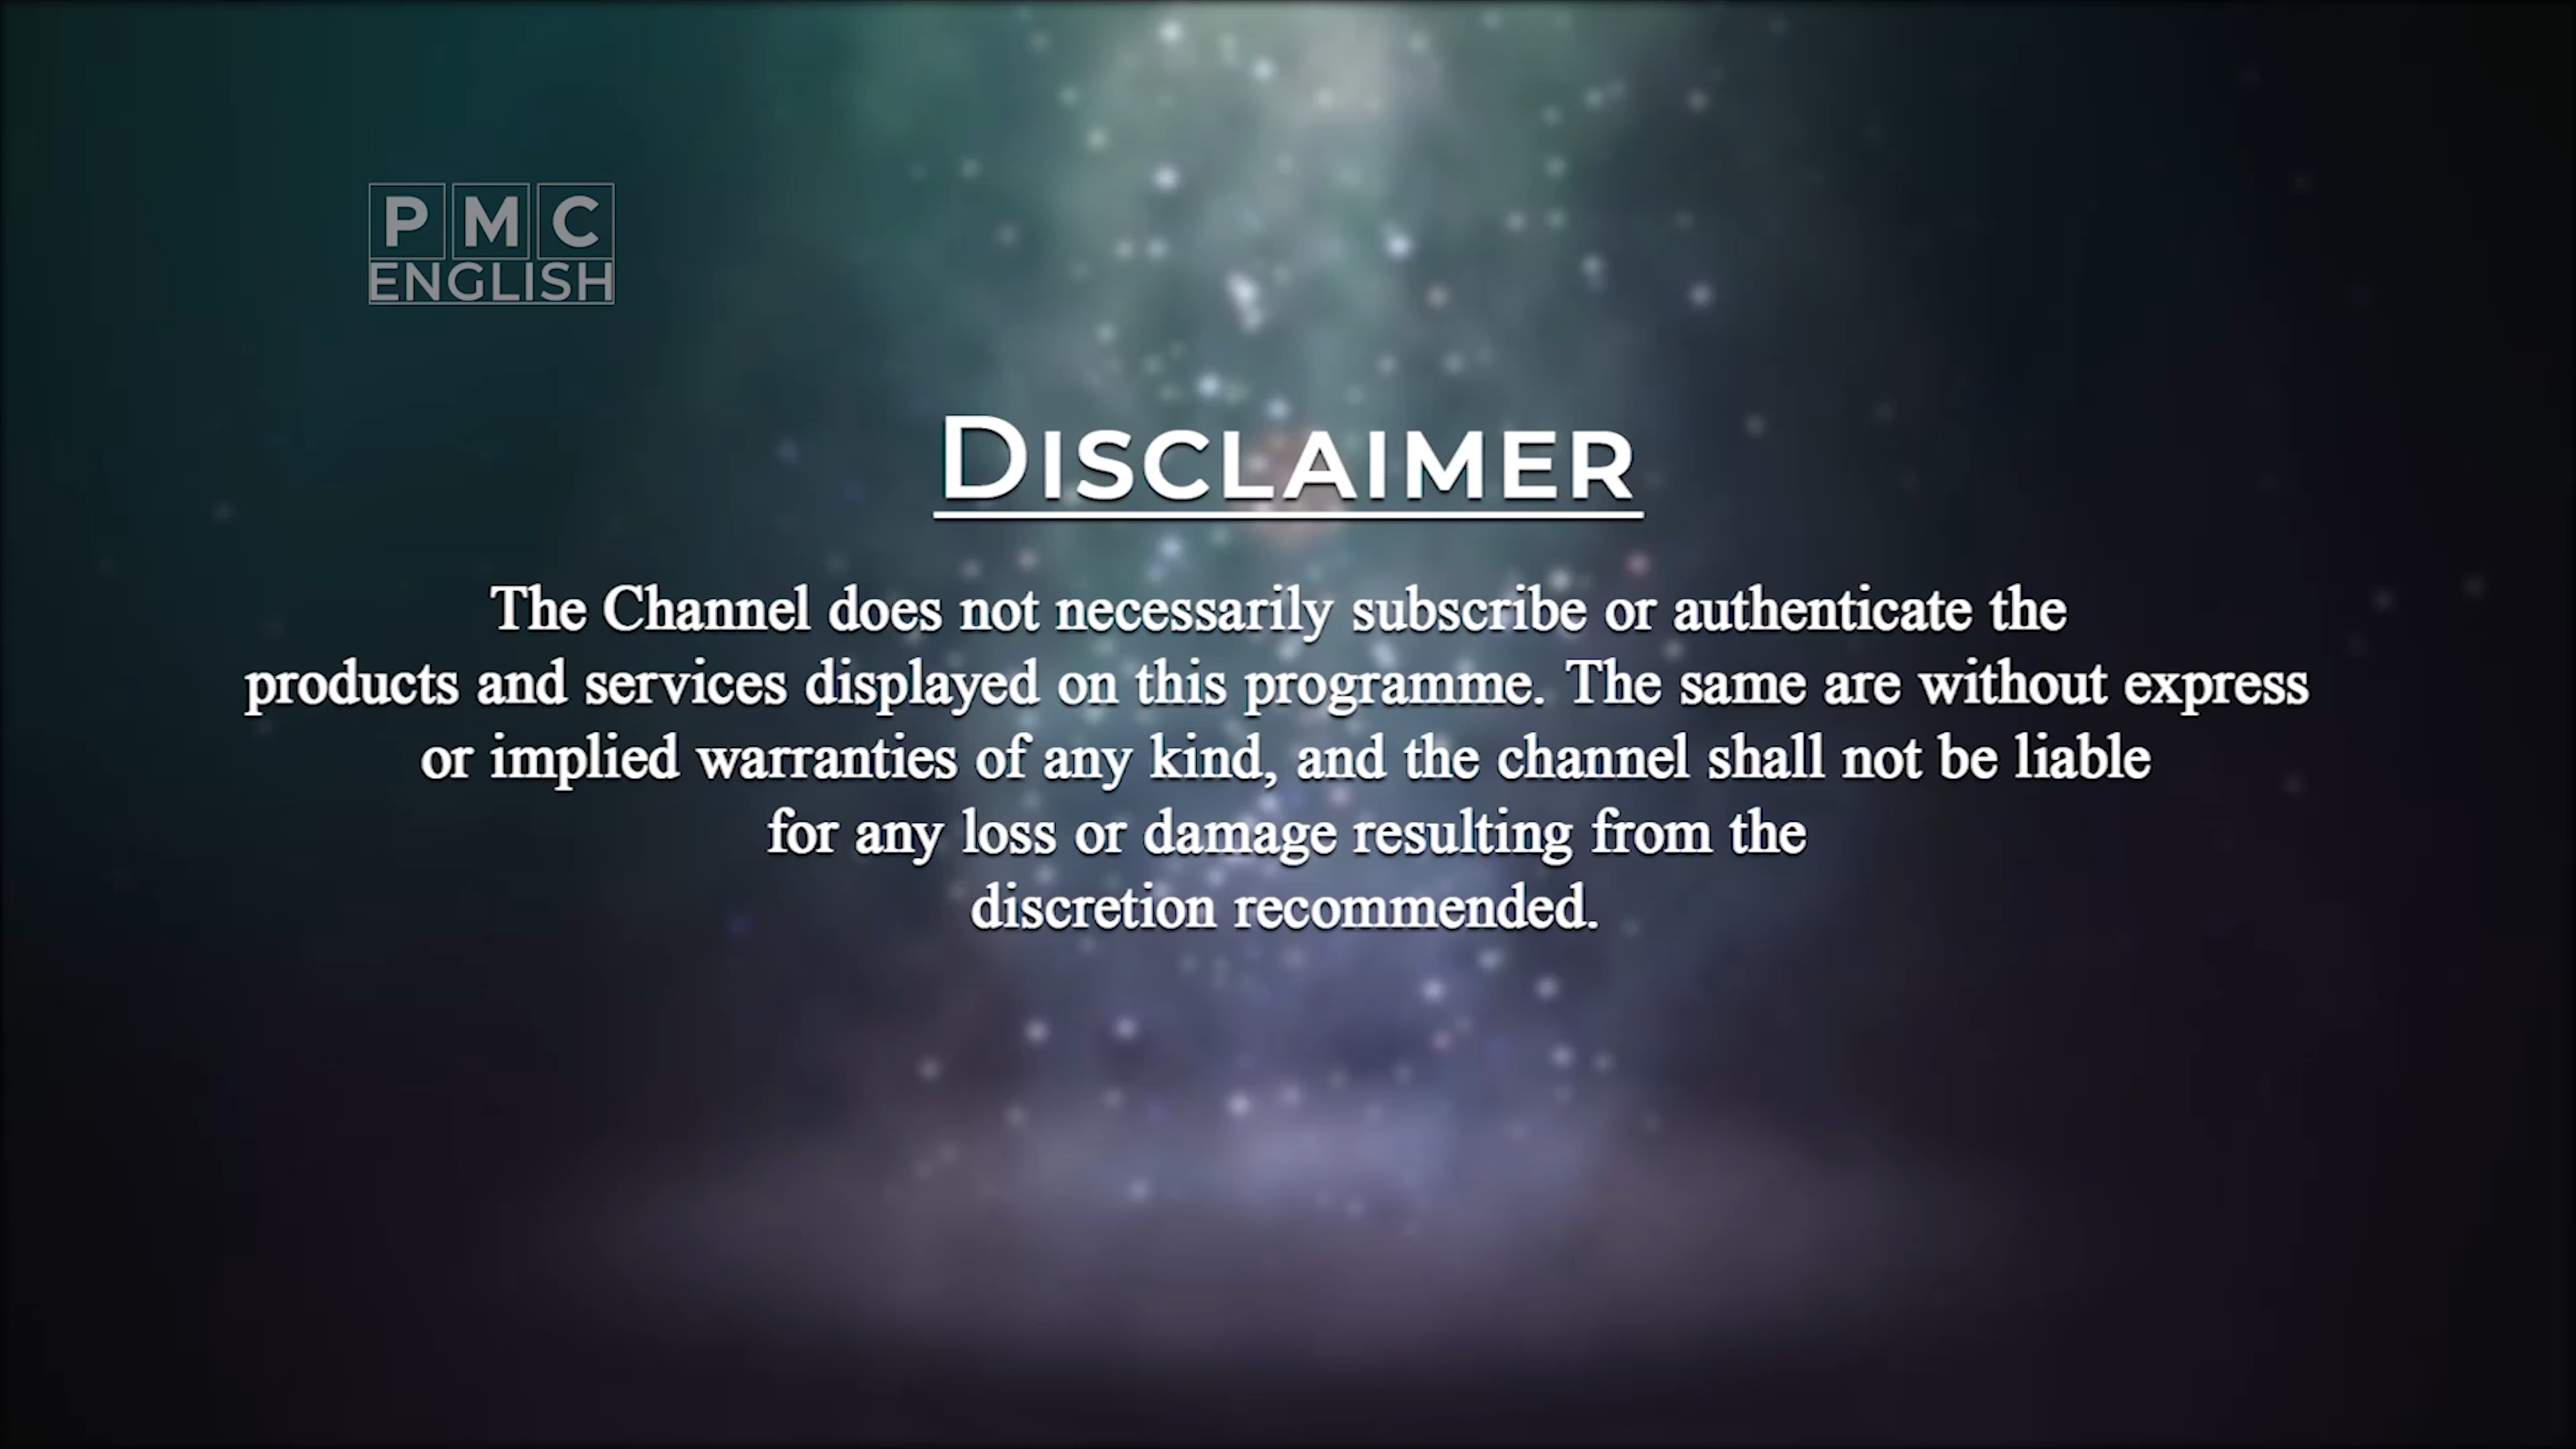 PMC
ENGLISH
DISCLAIMER
The Channel does not necessarily subscribe or authenticate the
products and services displayed on this programme. The same are without express
or implied warranties of any kind, and the channel shall not be liable
for any loss or damage resulting from the
discretion recommended.